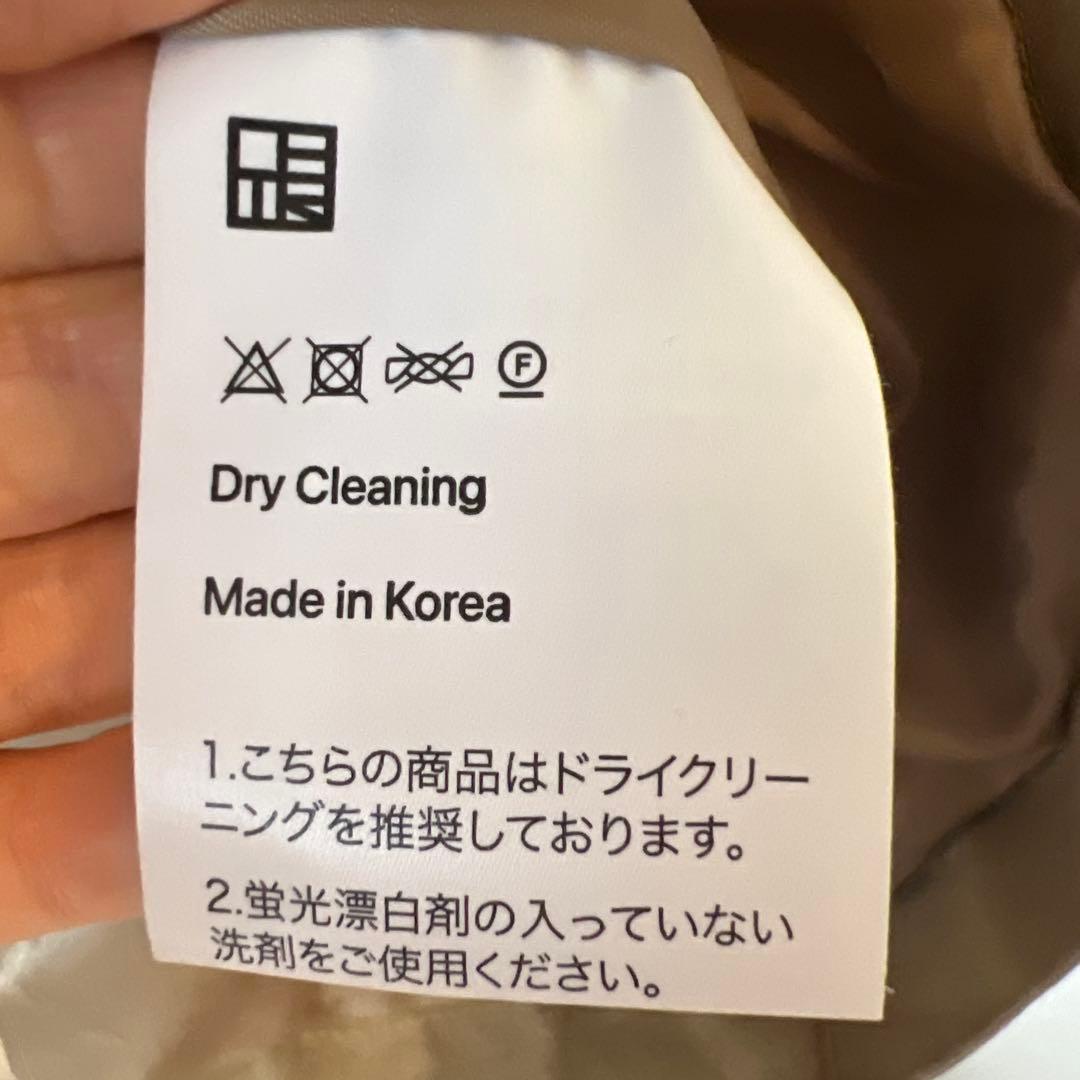 F
Dry Cleaning
Made in Korea
1.こちらの商品はドライクリー
ニングを推奨しております。
2.蛍光漂白剤の入っていない
洗剤をご使用ください。